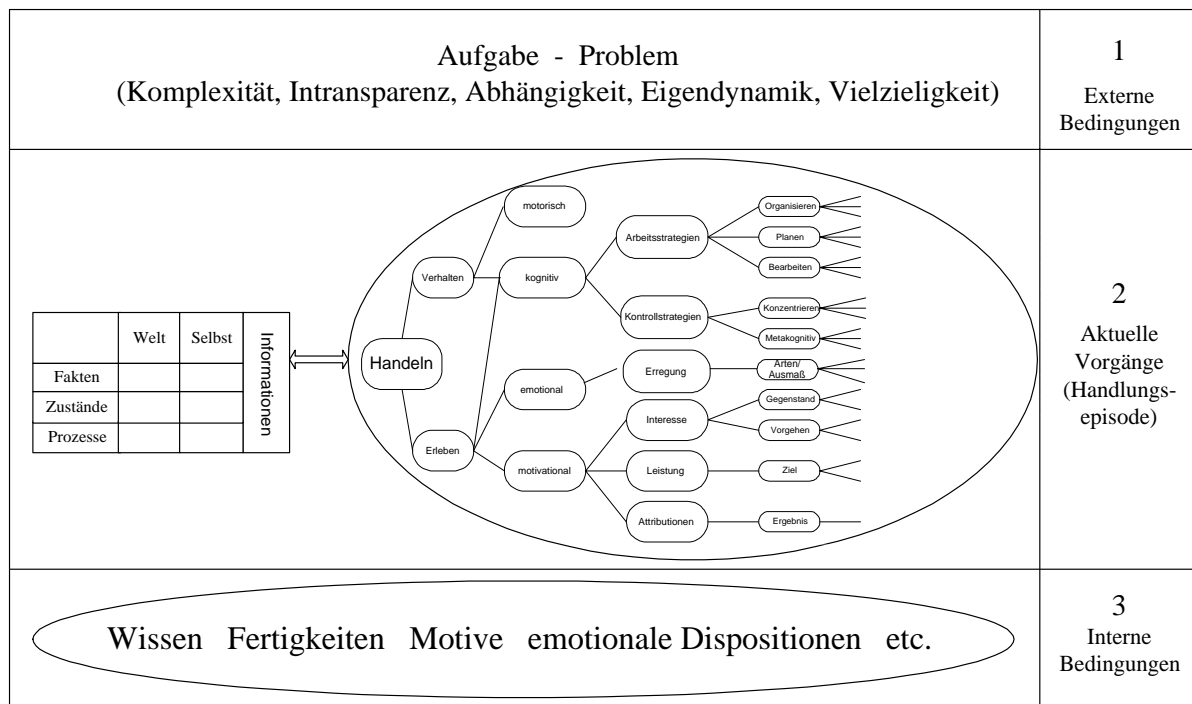 Aufgabe - Problem
(Komplexität, Intransparenz, Abhängigkeit, Eigendynamik, Vielzieligkeit)
1
Externe
Bedingungen
Welt
Selbst
Fakten
Zustände
Prozesse
Informationen
Handeln
Verhalten
Erleben
motorisch
kognitiv
emotional
motivational
Arbeitsstrategien
Kontrollstrategien
Erregung
Interesse
Leistung
Attributionen
Organisieren
Planen
Bearbeiten
Konzentrieren
Metakognitiv
Arten/
Ausmaß
Gegenstand
Vorgehen
Ziel
Ergebnis
2
Aktuelle
Vorgänge
(Handlungs-
episode)
Wissen Fertigkeiten Motive emotionale Dispositionen etc.
3
Interne
Bedingungen